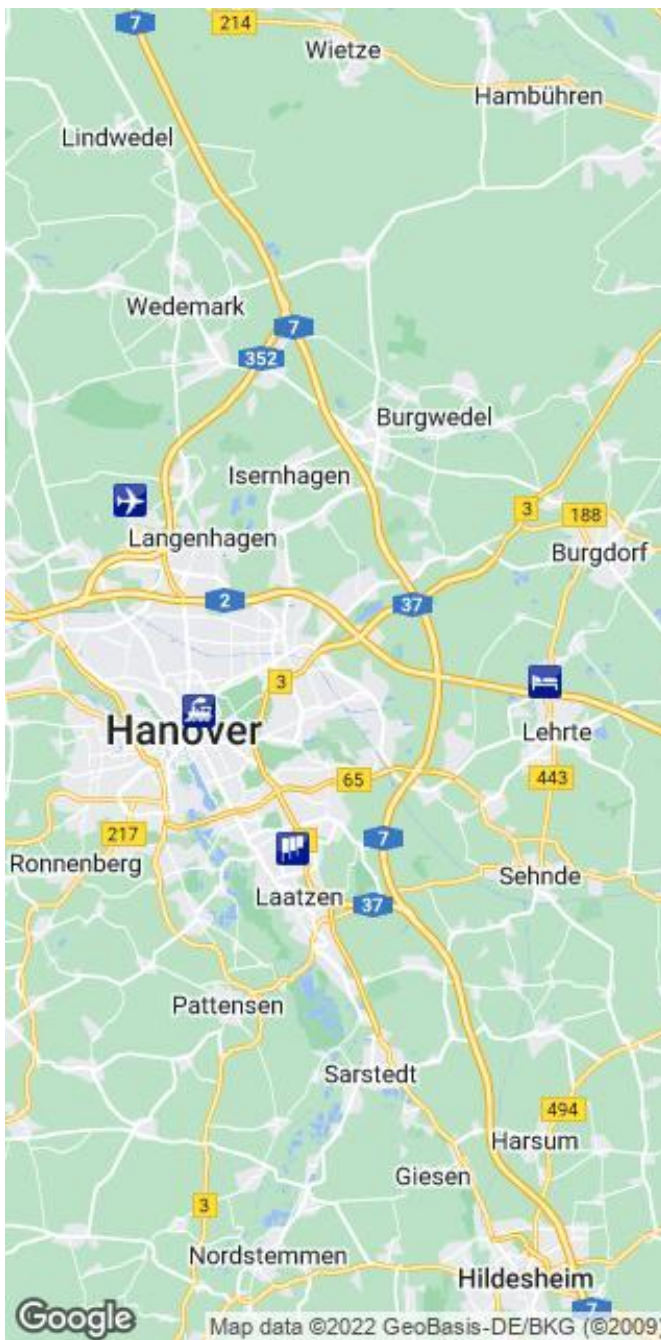 7
214
Wietze
Hambühren
Lindwedel
Wedemark
7
352
Burgwedel
Isernhagen
3
188
Langenhagen
Burgdorf
2
37
3
Hanover
Lehrte
65
443
217
7
Ronnenberg
Sehnde
Laatzen
37
Pattensen
Sarstedt
494
Harsum
Giesen
3
Nordstemmen
Hildesheim
7
Google
Map data ©2022 GeoBasis-DE/BKG (©2009